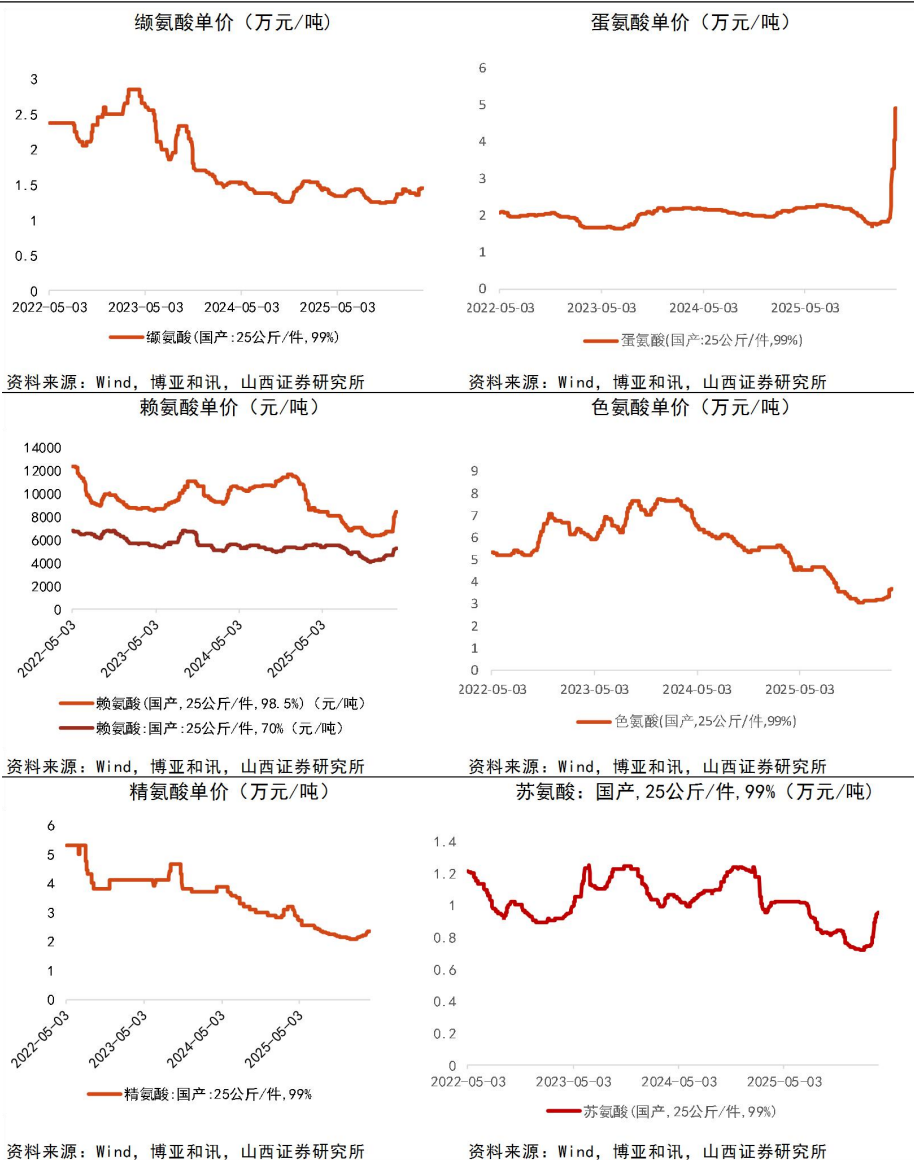 缬氨酸单价（万元/吨）
3
2.5
2
1.5
1
0.5
0
2022-05-03 2023-05-03 2024-05-03 2025-05-03
缬氨酸(国产:25公斤/件,99%)
资料来源：Wind，博亚和讯，山西证券研究所
蛋氨酸单价（万元/吨）
6
5
4
3
2
1
0
2022-05-03 2023-05-03 2024-05-03 2025-05-03
蛋氨酸(国产:25公斤/件,99%)
资料来源：Wind，博亚和讯，山西证券研究所
赖氨酸单价（元/吨）
14000
12000
10000
8000
6000
4000
2000
0
2022-05-03 2023-05-03 2024-05-03 2025-05-03
赖氨酸(国产,25公斤/件,98.5%)（元/吨）
赖氨酸:国产:25公斤/件,70%（元/吨）
资料来源：Wind，博亚和讯，山西证券研究所
色氨酸单价（万元/吨）
9
8
7
6
5
4
3
2
1
0
2022-05-03 2023-05-03 2024-05-03 2025-05-03
色氨酸(国产,25公斤/件,99%)
资料来源：Wind，博亚和讯，山西证券研究所
精氨酸单价（万元/吨）
6
5
4
3
2
1
0
2022-05-03 2023-05-03 2024-05-03 2025-05-03
精氨酸:国产:25公斤/件,99%
资料来源：Wind，博亚和讯，山西证券研究所
苏氨酸：国产,25公斤/件,99%（万元/吨）
1.4
1.2
1
0.8
0.6
0.4
0.2
0
2022-05-03 2023-05-03 2024-05-03 2025-05-03
苏氨酸(国产,25公斤/件,99%)
资料来源：Wind，博亚和讯，山西证券研究所